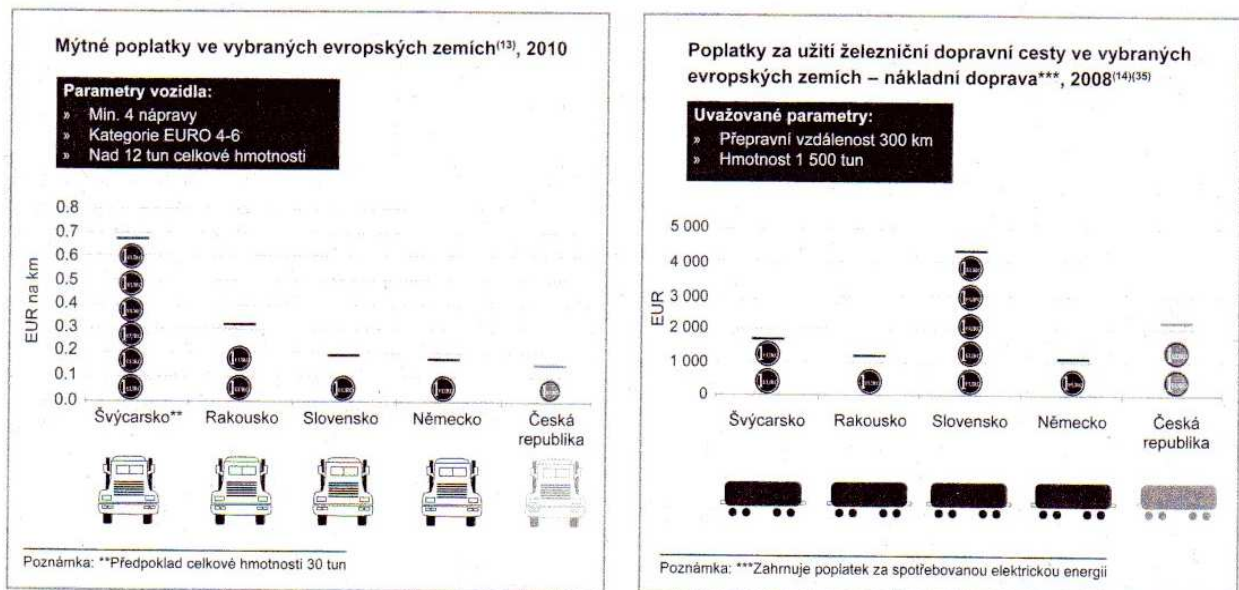 Mýtné poplatky ve vybraných evropských zemích(13), 2010
Parametry vozidla:
» Min. 4 nápravy
» Kategorie EURO 4-6
» Nad 12 tun celkové hmotnosti
EUR na km
0.8
0.7
0.6
0.5
0.4
0.3
0.2
0.1
0.0
Švýcarsko** Rakousko Slovensko Německo Česká
republika
Poznámka: **Předpoklad celkové hmotnosti 30 tun
Poplatky za užití železniční dopravní cesty ve vybraných
evropských zemích – nákladní doprava***, 2008(14)(35)
Uvažované parametry:
» Přepravní vzdálenost 300 km
» Hmotnost 1 500 tun
EUR
5 000
4 000
3 000
2 000
1 000
0
Švýcarsko Rakousko Slovensko Německo Česká
republika
Poznámka: ***Zahrnuje poplatek za spotřebovanou elektrickou energii